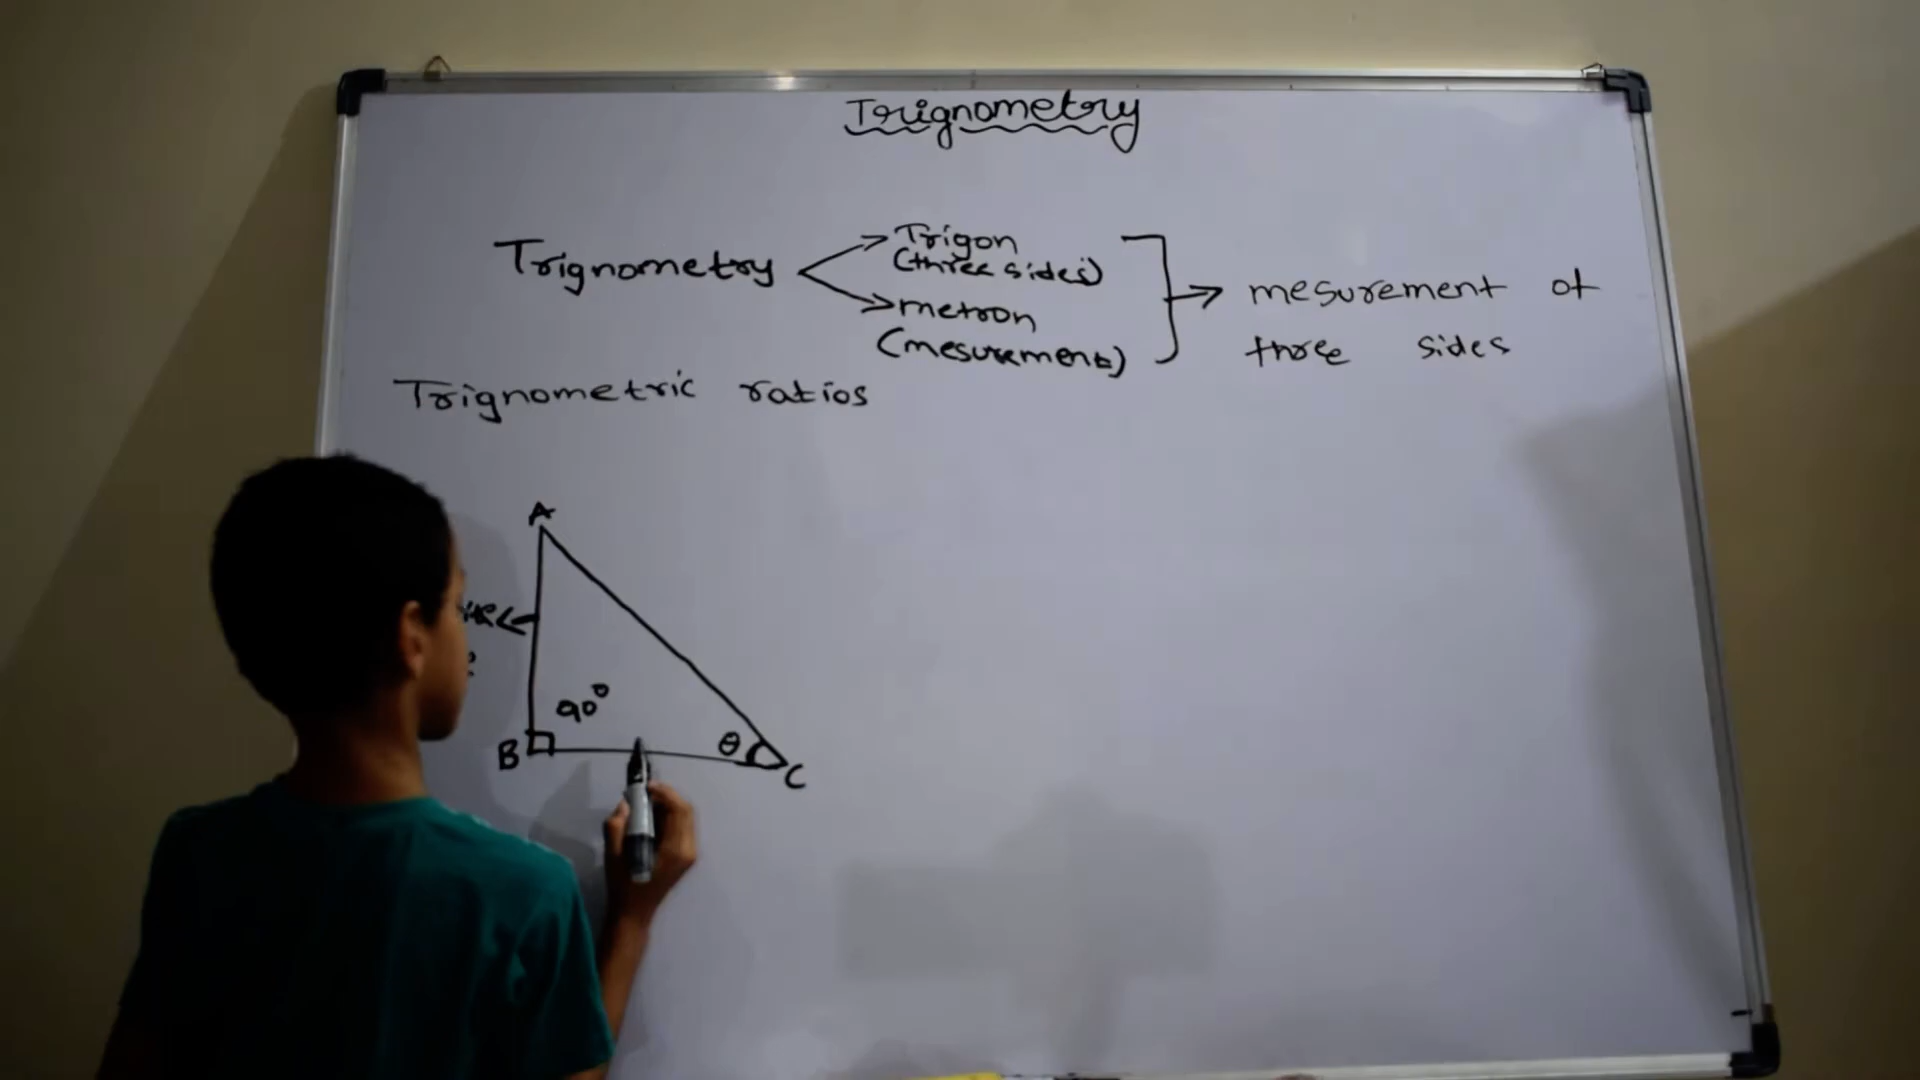 Trignometry
Trignometry
Trigon
(three sides)
metron
(mesurement)
mesurement of
three sides
Trignometric ratios
A
90°
B
θ
C